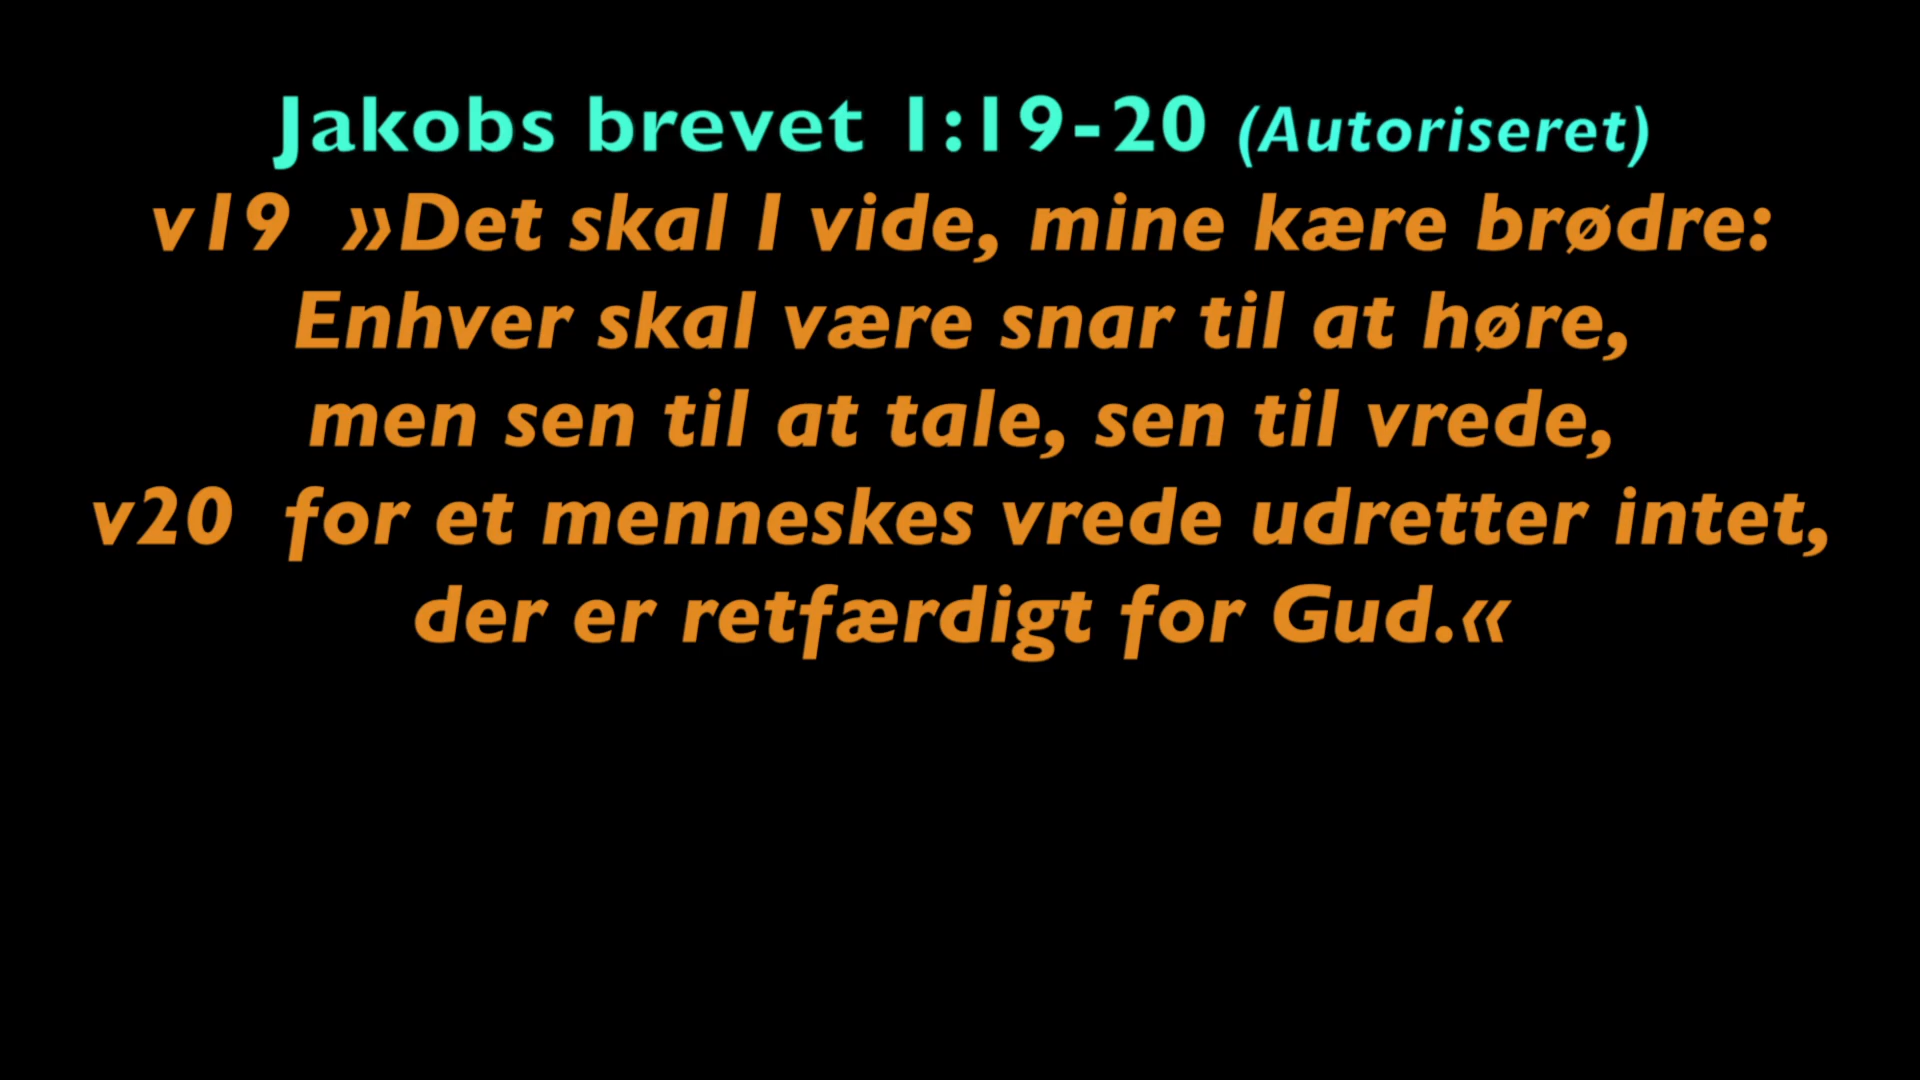 Jakobs brevet 1:19-20 (Autoriseret)
v19 »Det skal I vide, mine kære brødre:
Enhver skal være snar til at høre,
men sen til at tale, sen til vrede,
v20 for et menneskes vrede udretter intet,
der er retfærdigt for Gud.«